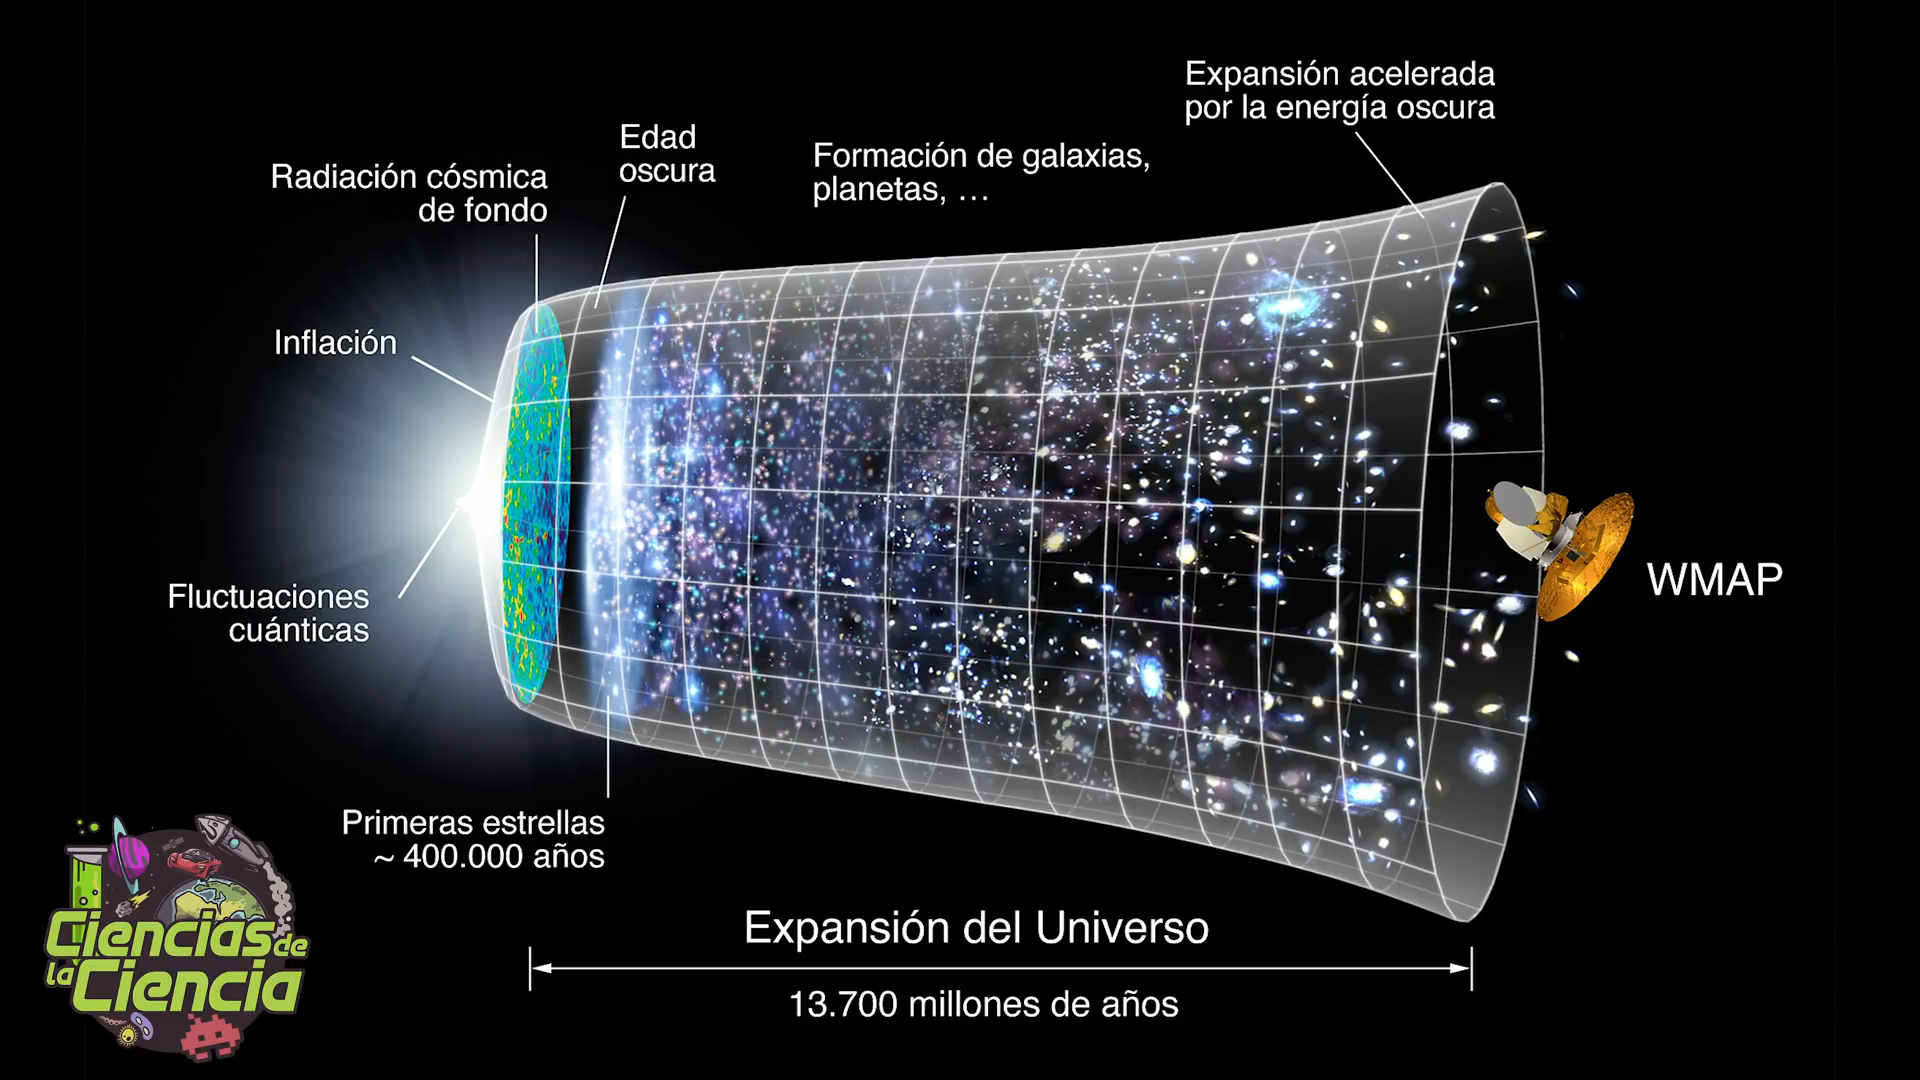 Expansión acelerada
por la energía oscura
Edad
oscura
Formación de galaxias,
planetas, …
Radiación cósmica
de fondo
Inflación
Fluctuaciones
cuánticas
WMAP
Primeras estrellas
~ 400.000 años
Expansión del Universo
13.700 millones de años
Ciencias de
la Ciencia